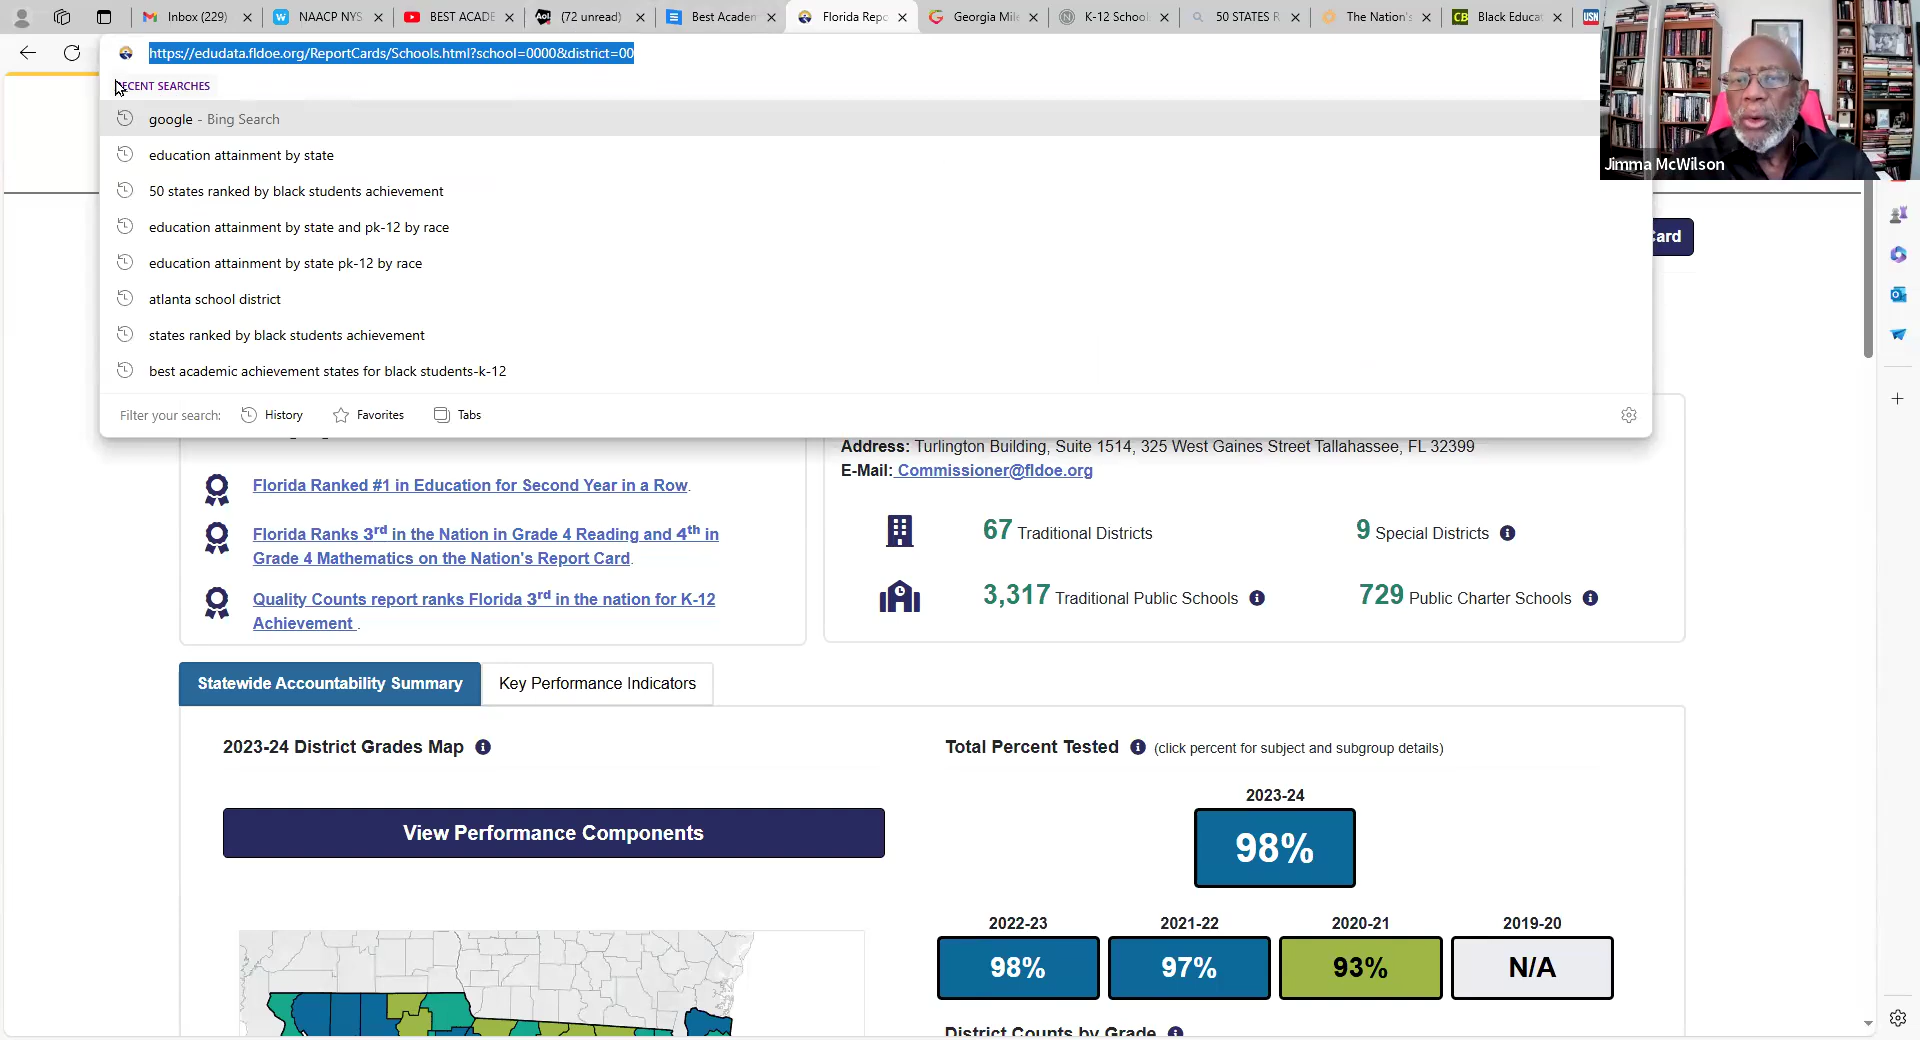 Inbox (229)
NAACP NYS
BEST ACADE
Aol.
(72 unread)
Best Academ
Florida Repo
Georgia Mile
K-12 School
50 STATES R
The Nation's
CB
Black Educat
USN
https://edudata.fldoe.org/ReportCards/Schools.html?school=0000&district=00
RECENT SEARCHES
google - Bing Search
education attainment by state
50 states ranked by black students achievement
education attainment by state and pk-12 by race
education attainment by state pk-12 by race
atlanta school district
states ranked by black students achievement
best academic achievement states for black students-k-12
Filter your search:
History
Favorites
Tabs
Jimma McWilson
Card
Florida Ranked #1 in Education for Second Year in a Row.
Florida Ranks 3rd in the Nation in Grade 4 Reading and 4th in
Grade 4 Mathematics on the Nation's Report Card.
Quality Counts report ranks Florida 3rd in the nation for K-12
Achievement .
Address: Turlington Building, Suite 1514, 325 West Gaines Street Tallahassee, FL 32399
E-Mail: Commissioner@fldoe.org
67 Traditional Districts
9 Special Districts
3,317 Traditional Public Schools
729 Public Charter Schools
Statewide Accountability Summary
Key Performance Indicators
2023-24 District Grades Map
View Performance Components
Total Percent Tested (click percent for subject and subgroup details)
2023-24
98%
2022-23
2021-22
2020-21
2019-20
98%
97%
93%
N/A
District Counts by Grade